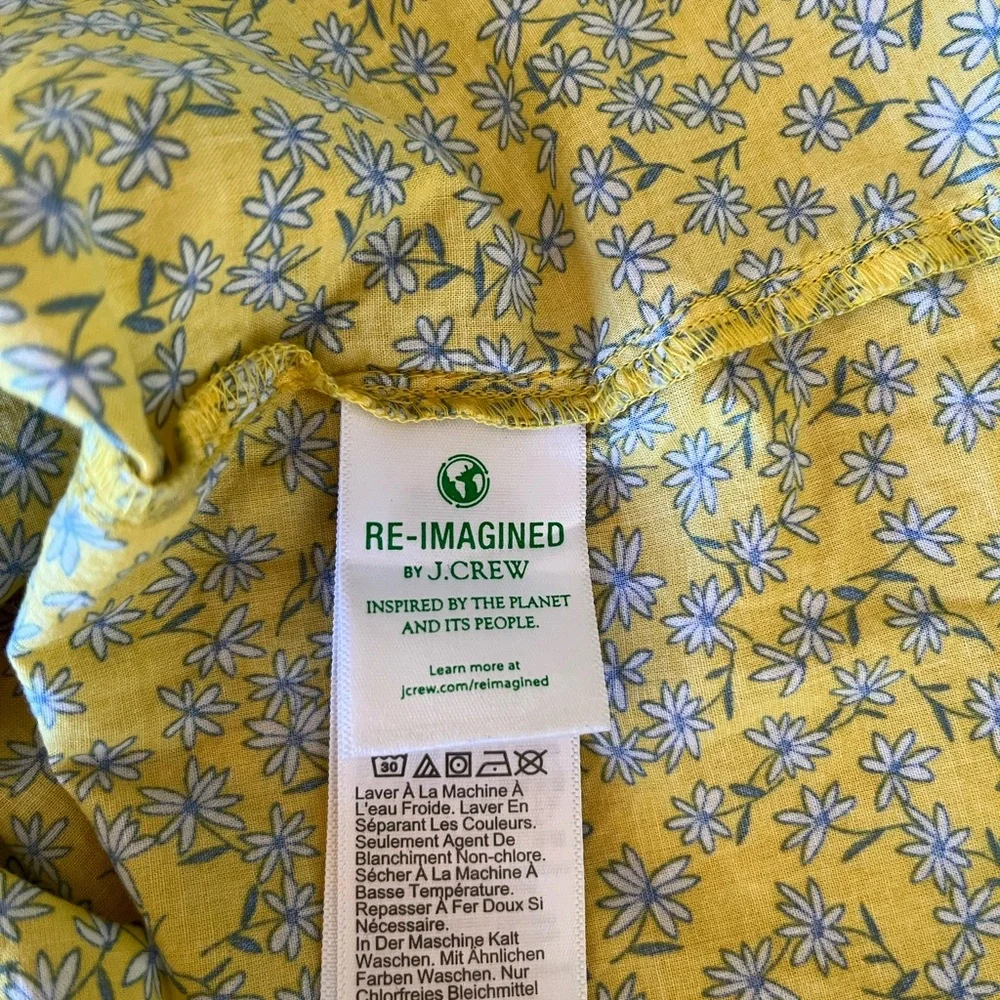 RE-IMAGINED
BY J.CREW
INSPIRED BY THE PLANET
AND ITS PEOPLE.
Learn more at
jcrew.com/reimagined
30
Laver À La Machine À
L'eau Froide. Laver En
Séparant Les Couleurs.
Seulement Agent De
Blanchiment Non-chlore.
Sécher À La Machine À
Basse Température.
Repasser À Fer Doux Si
Nécessaire.
In Der Maschine Kalt
Waschen. Mit Ähnlichen
Farben Waschen. Nur
Chlorfreies Bleichmittel